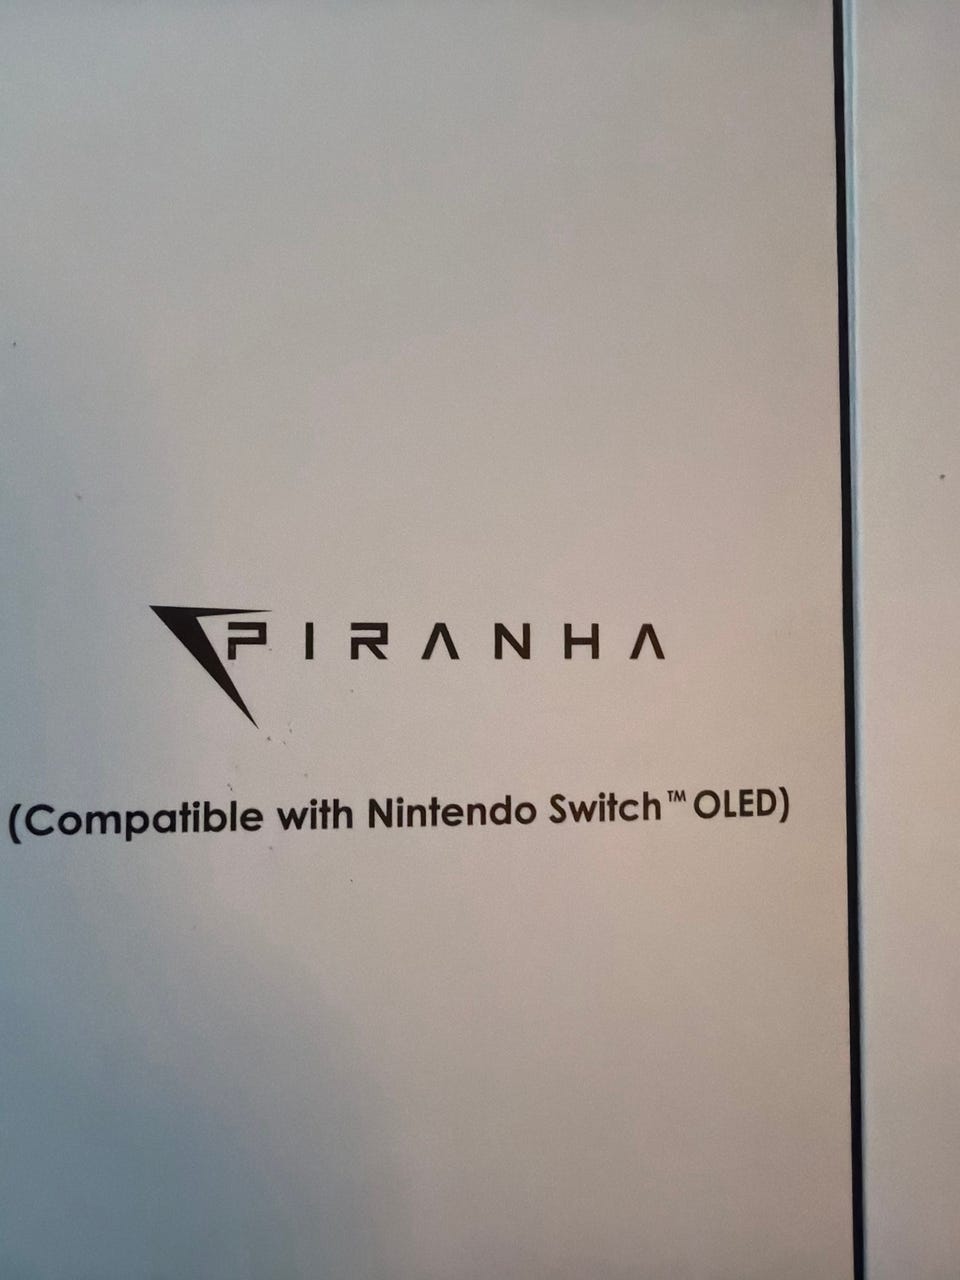 PIRANHA
(Compatible with Nintendo Switch™ OLED)